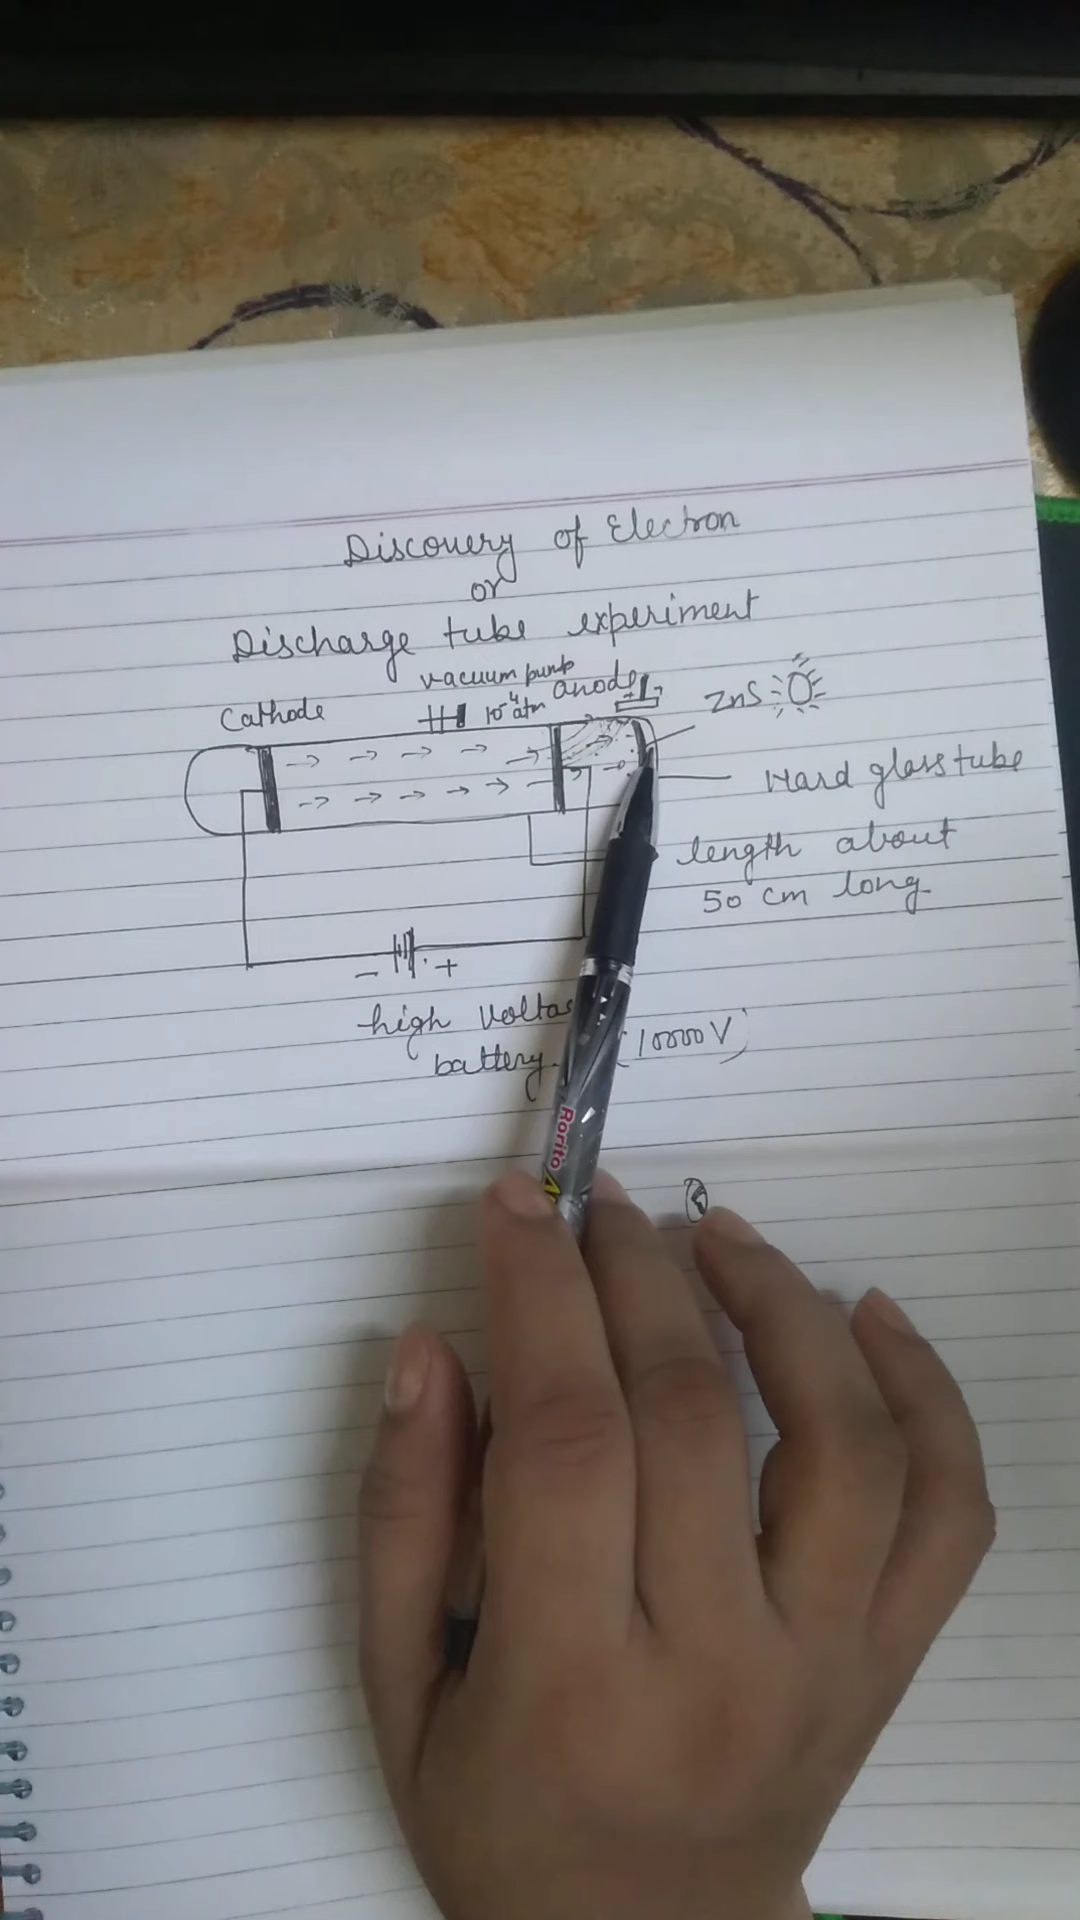 Discovery of Electron
or
Discharge tube experiment
vacuum pump
Cathode
10⁻⁴ atm
anode
ZnS
Hard glass tube
length about
50 cm long
- +
high voltag
battery. (10000V)
Rorito